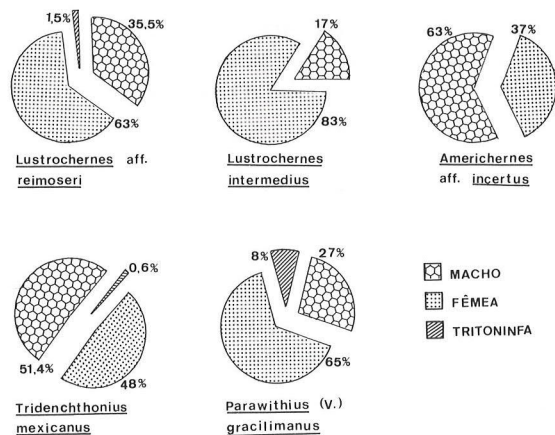 1,5%
35,5%
63%
Lustrochernes aff.
reimoseri
17%
83%
Lustrochernes
intermedius
63%
37%
Americhernes
aff. incertus
0,6%
51,4%
48%
Tridenchthonius
mexicanus
8%
27%
65%
Parawithius (V.)
gracilimanus
MACHO
FÊMEA
TRITONINFA